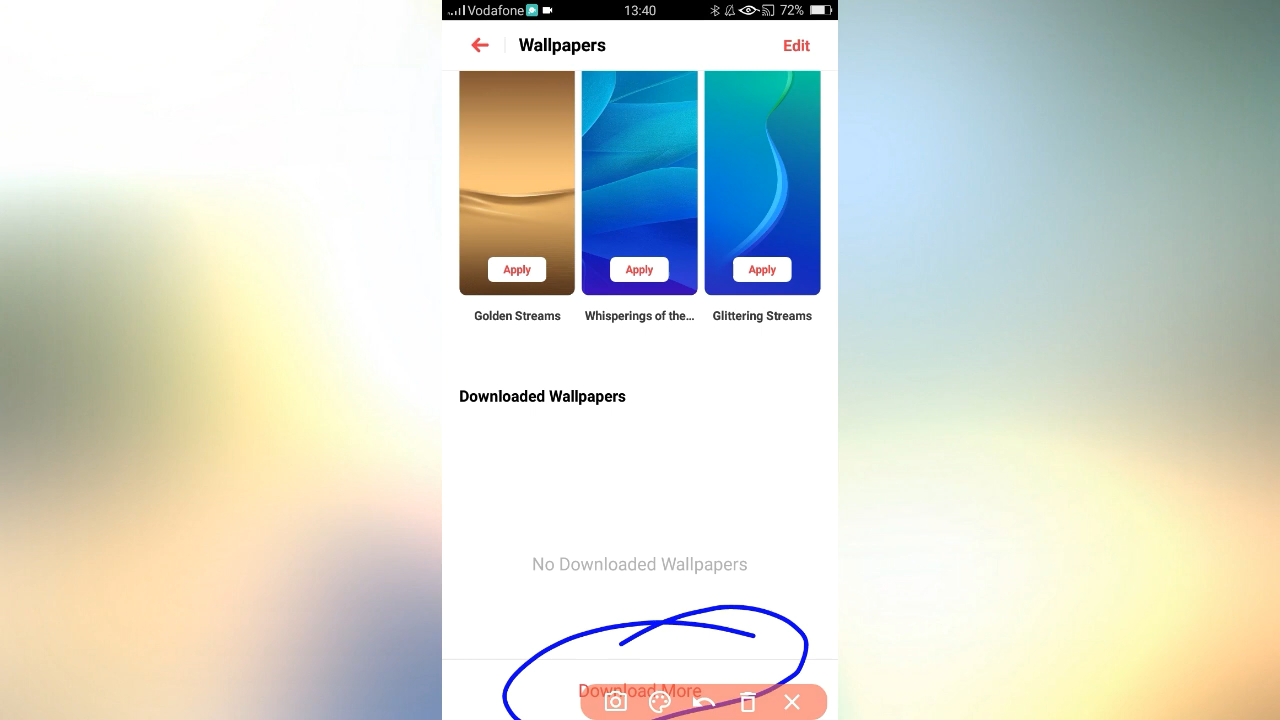 Vodafone 13:40 72%
Wallpapers Edit
Apply Apply Apply
Golden Streams Whisperings of the... Glittering Streams
Downloaded Wallpapers
No Downloaded Wallpapers
Download More